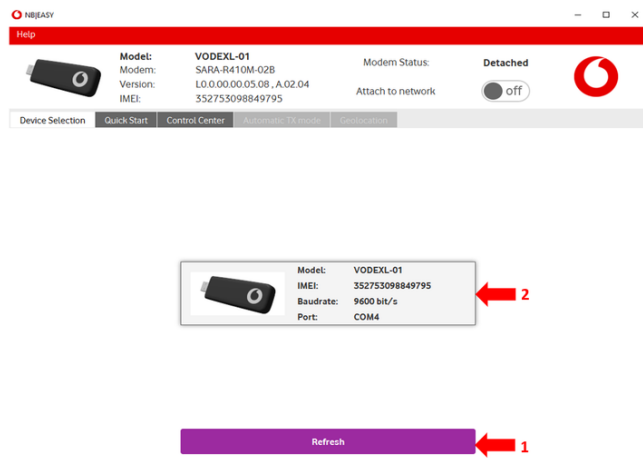 NBJEASY
Help
Model: VODEXL-01
Modem: SARA-R410M-02B
Version: L0.0.00.00.05.08 , A.02.04
IMEI: 352753098849795
Modem Status: Detached
Attach to network off
Device Selection Quick Start Control Center Automatic TX mode Geolocation
Model: VODEXL-01
IMEI: 352753098849795
Baudrate: 9600 bit/s
Port: COM4
2
Refresh
1